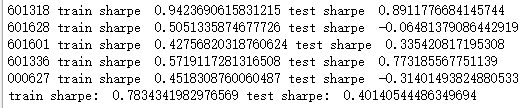 601318 train sharpe  0.9423690615831215 test sharpe  0.8911776684145744
601628 train sharpe  0.5051335874677726 test sharpe  -0.06481379086442919
601601 train sharpe  0.42756820318760624 test sharpe  0.335420817195308
601336 train sharpe  0.5719117281316508 test sharpe  0.773185567751139
000627 train sharpe  0.4518308760060487 test sharpe  -0.31401493824880533
train sharpe:  0.7834341982976569 test sharpe:  0.40140544486349694